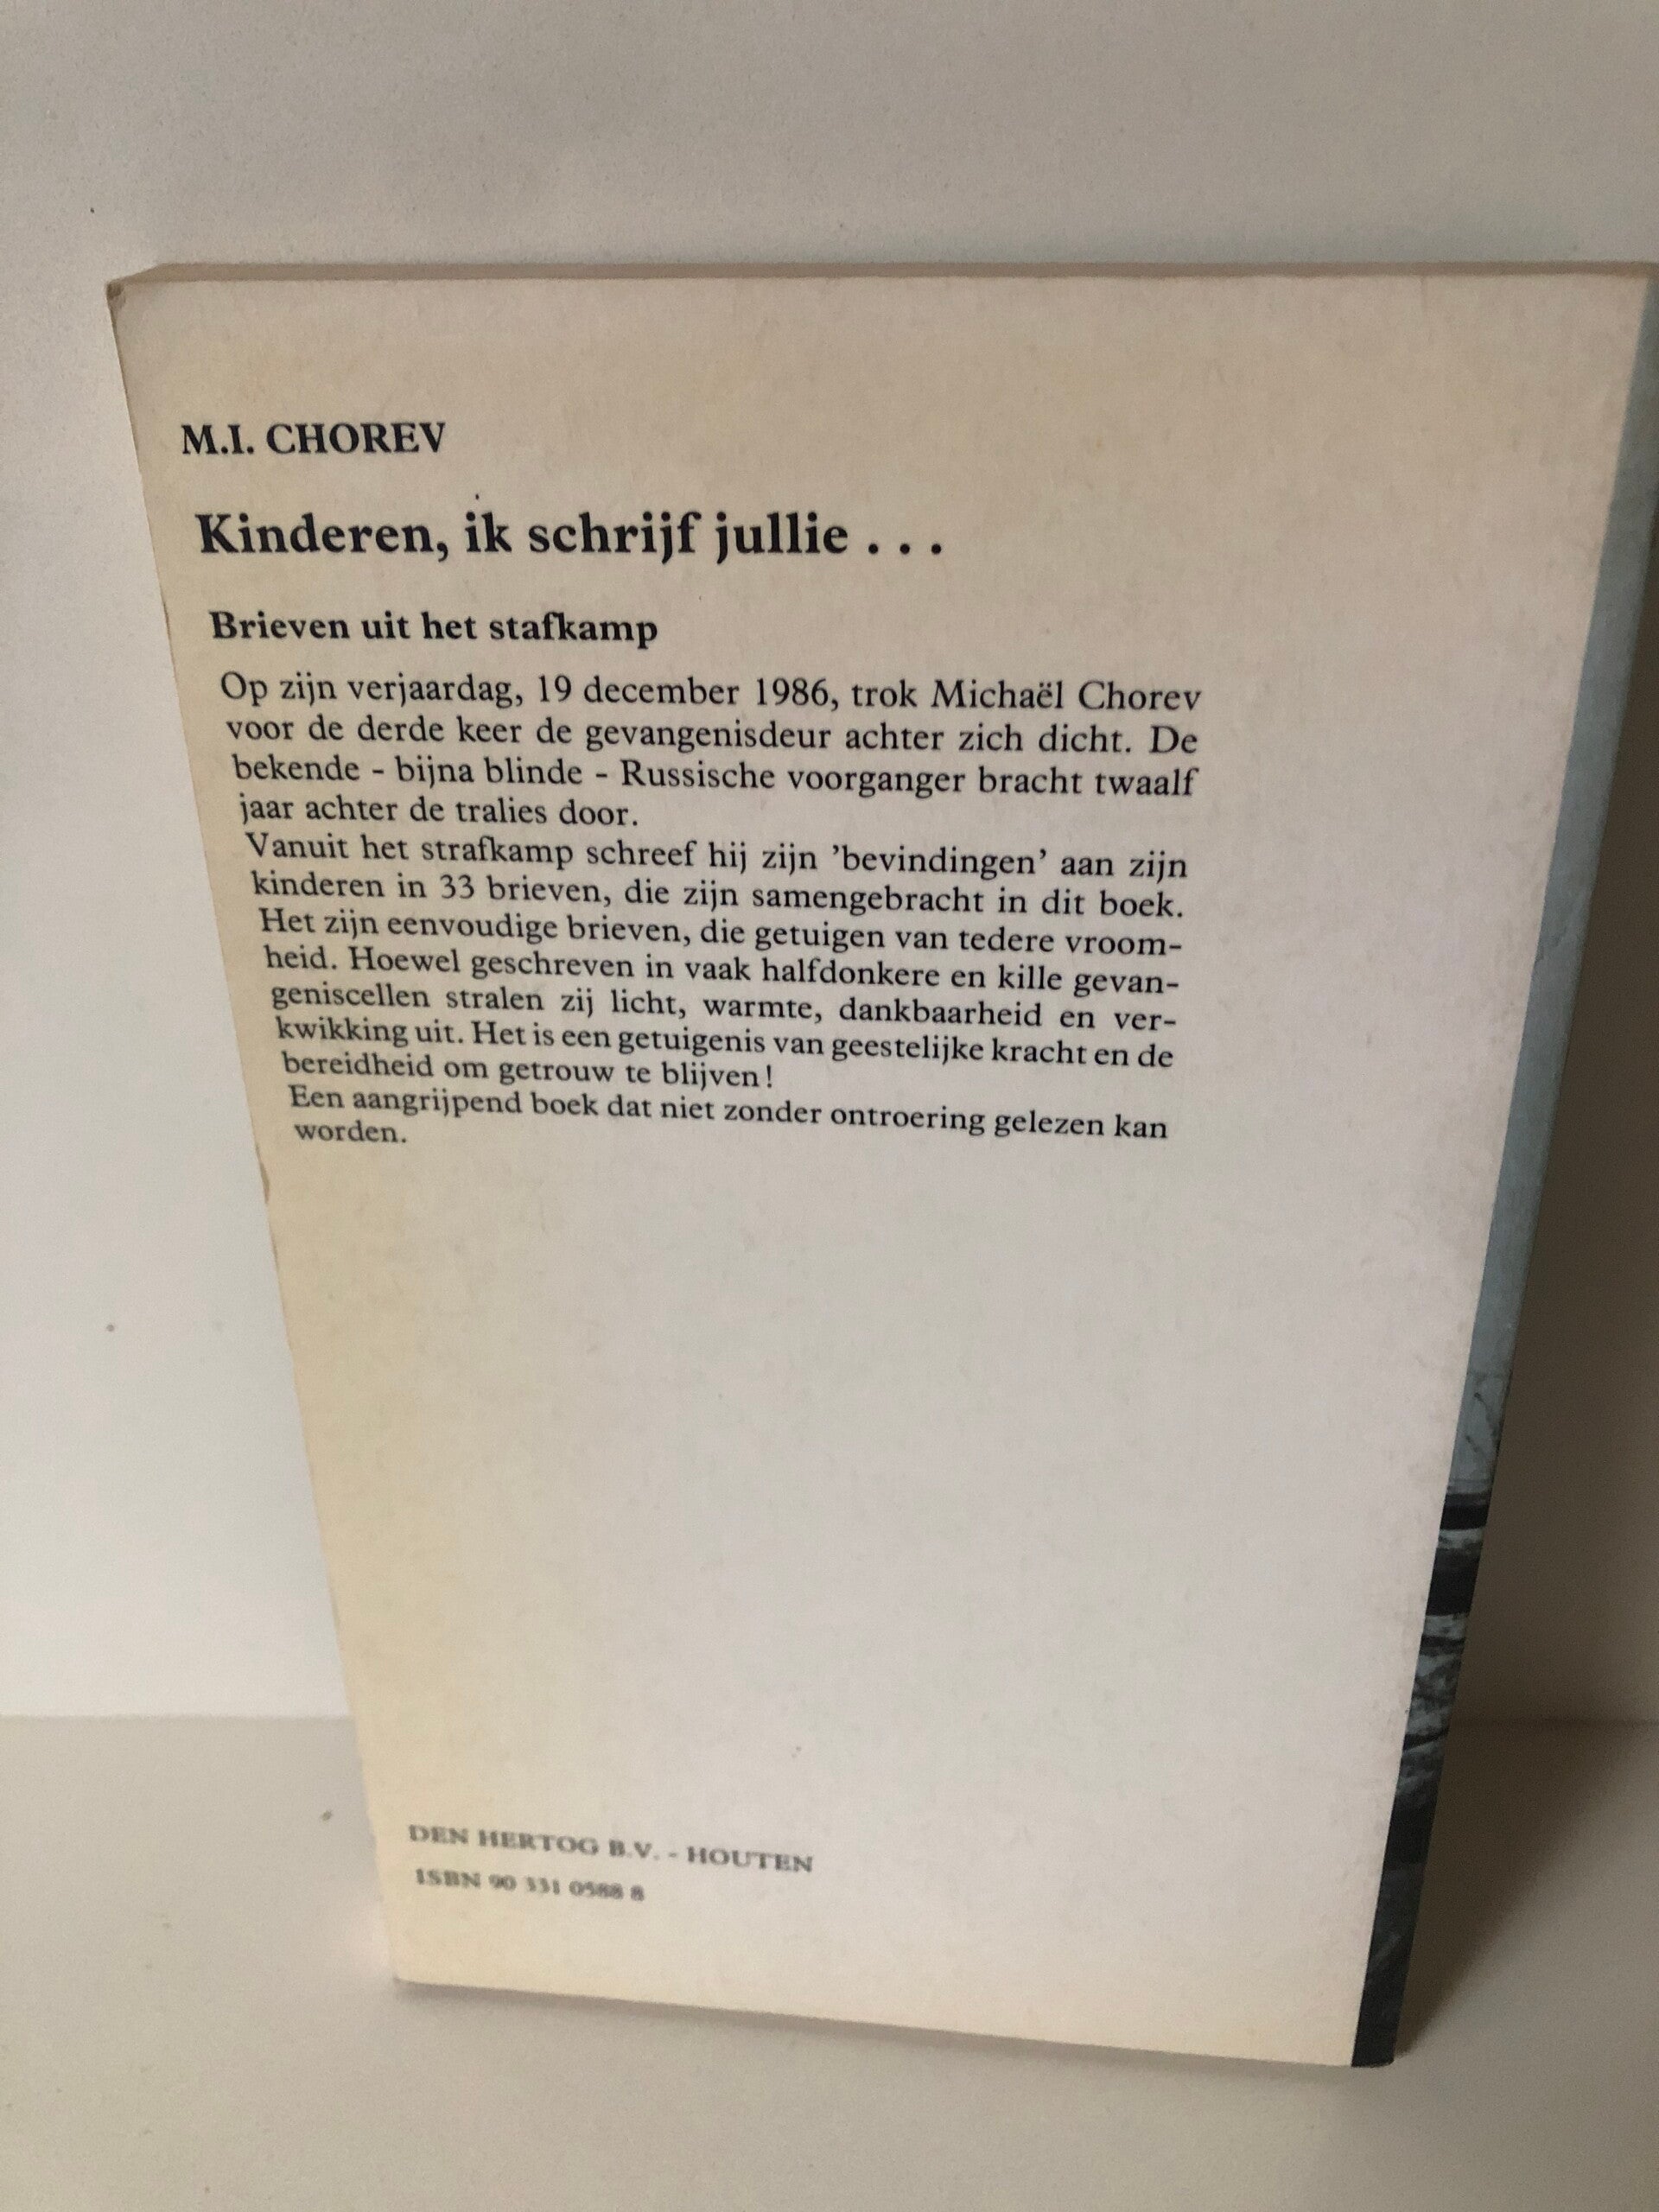 M.I. CHOREV
Kinderen, ik schrijf jullie . . .
Brieven uit het stafkamp
Op zijn verjaardag, 19 december 1986, trok Michaël Chorev
voor de derde keer de gevangenisdeur achter zich dicht. De
bekende - bijna blinde - Russische voorganger bracht twaalf
jaar achter de tralies door.
Vanuit het strafkamp schreef hij zijn 'bevindingen' aan zijn
kinderen in 33 brieven, die zijn samengebracht in dit boek.
Het zijn eenvoudige brieven, die getuigen van tedere vroom-
heid. Hoewel geschreven in vaak halfdonkere en kille gevan-
geniscellen stralen zij licht, warmte, dankbaarheid en ver-
kwikking uit. Het is een getuigenis van geestelijke kracht en de
bereidheid om getrouw te blijven!
Een aangrijpend boek dat niet zonder ontroering gelezen kan
worden.
DEN HERTOG B.V. - HOUTEN
ISBN 90 331 0588 8